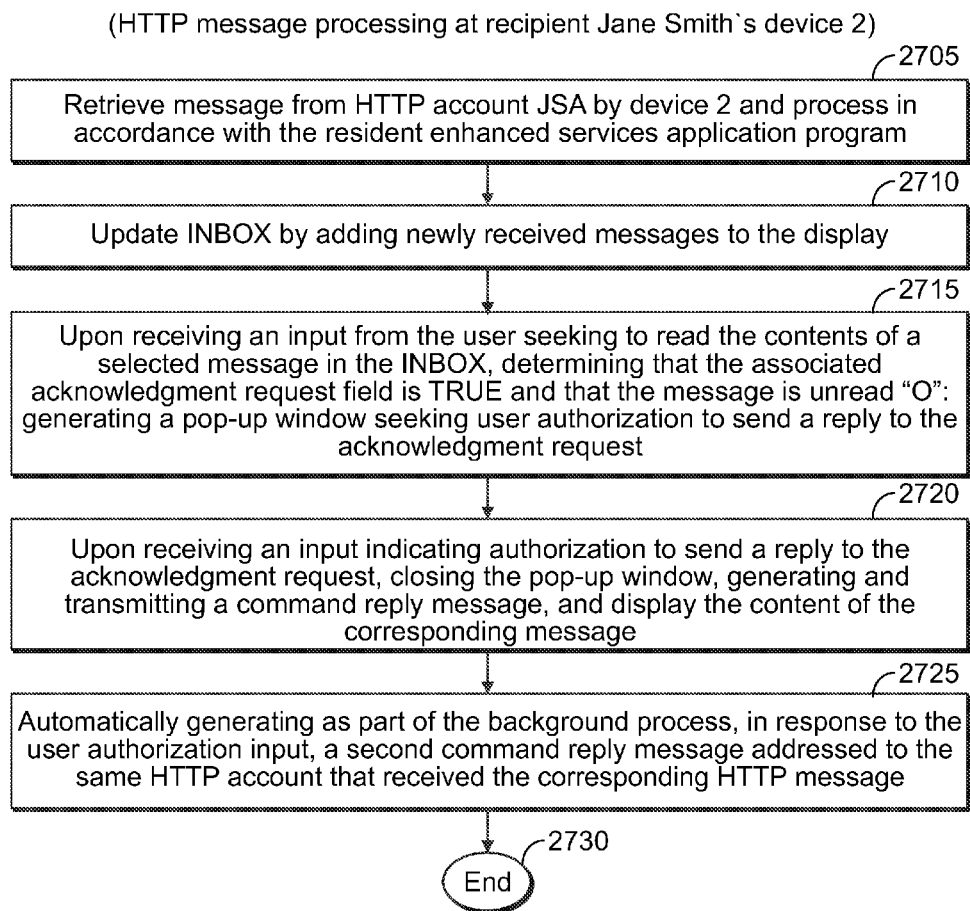 (HTTP message processing at recipient Jane Smith`s device 2)
2705
Retrieve message from HTTP account JSA by device 2 and process in
accordance with the resident enhanced services application program
2710
Update INBOX by adding newly received messages to the display
2715
Upon receiving an input from the user seeking to read the contents of a
selected message in the INBOX, determining that the associated
acknowledgment request field is TRUE and that the message is unread “O”:
generating a pop-up window seeking user authorization to send a reply to the
acknowledgment request
2720
Upon receiving an input indicating authorization to send a reply to the
acknowledgment request, closing the pop-up window, generating and
transmitting a command reply message, and display the content of the
corresponding message
2725
Automatically generating as part of the background process, in response to the
user authorization input, a second command reply message addressed to the
same HTTP account that received the corresponding HTTP message
2730
End